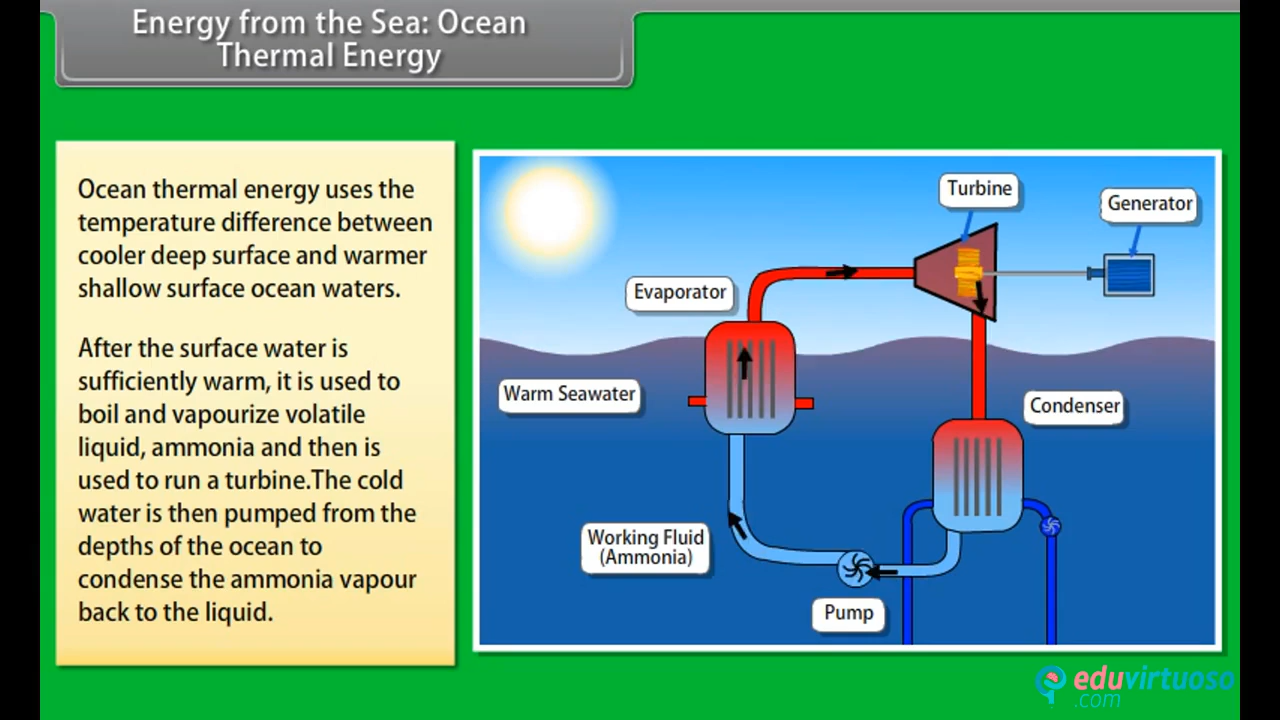 Energy from the Sea: Ocean
Thermal Energy
Ocean thermal energy uses the
temperature difference between
cooler deep surface and warmer
shallow surface ocean waters.
After the surface water is
sufficiently warm, it is used to
boil and vapourize volatile
liquid, ammonia and then is
used to run a turbine.The cold
water is then pumped from the
depths of the ocean to
condense the ammonia vapour
back to the liquid.
Turbine
Generator
Evaporator
Warm Seawater
Condenser
Working Fluid
(Ammonia)
Pump
eduvirtuoso
.com